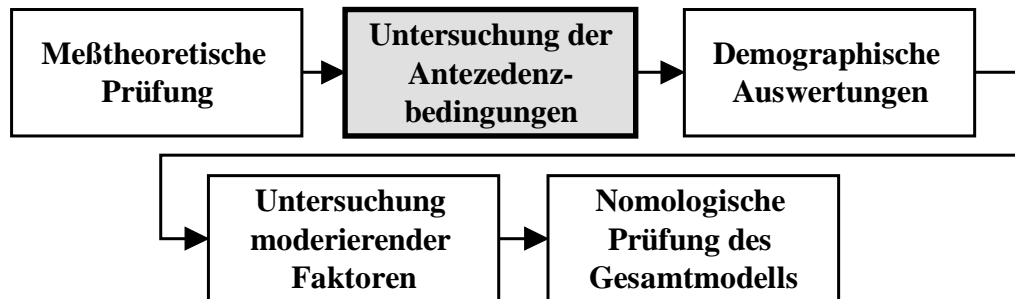 Meßtheoretische
Prüfung
Untersuchung der
Antezedenz-
bedingungen
Demographische
Auswertungen
Untersuchung
moderierender
Faktoren
Nomologische
Prüfung des
Gesamtmodells